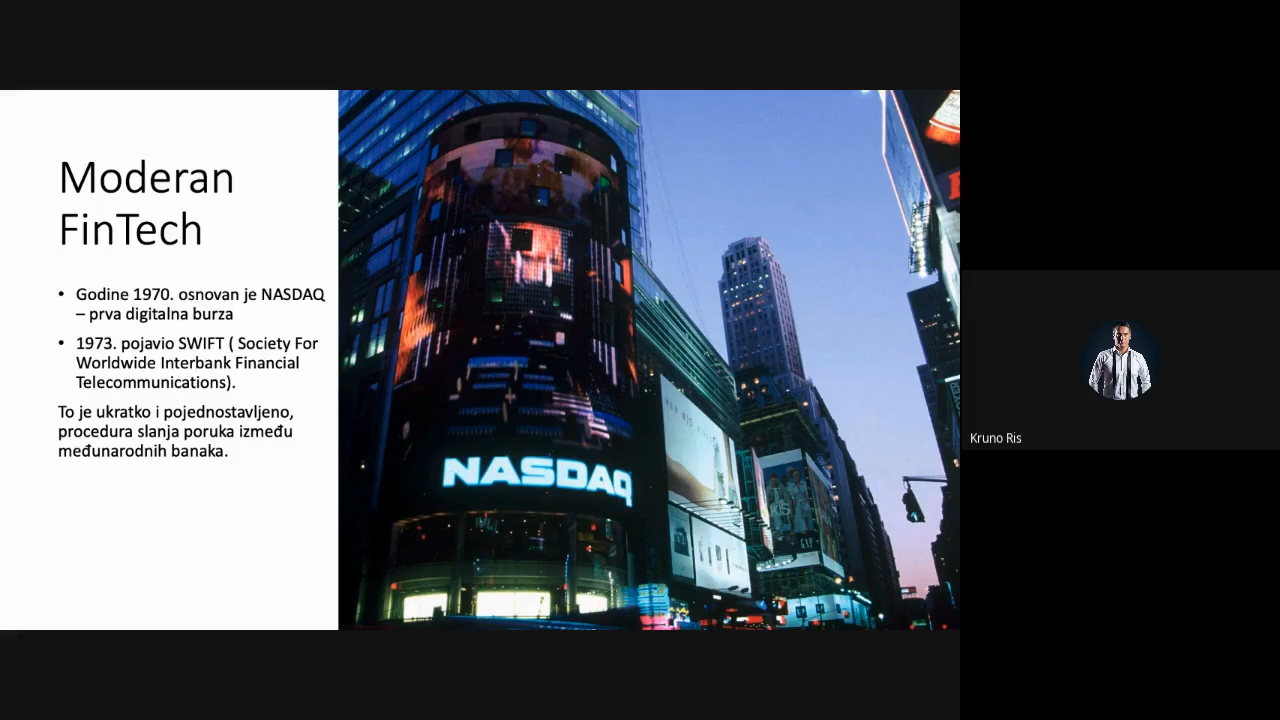 Moderan
FinTech
• Godine 1970. osnovan je NASDAQ
– prva digitalna burza
• 1973. pojavio SWIFT ( Society For
Worldwide Interbank Financial
Telecommunications).
To je ukratko i pojednostavljeno,
procedura slanja poruka između
međunarodnih banaka.
NASDAQ
GAP
Kruno Ris